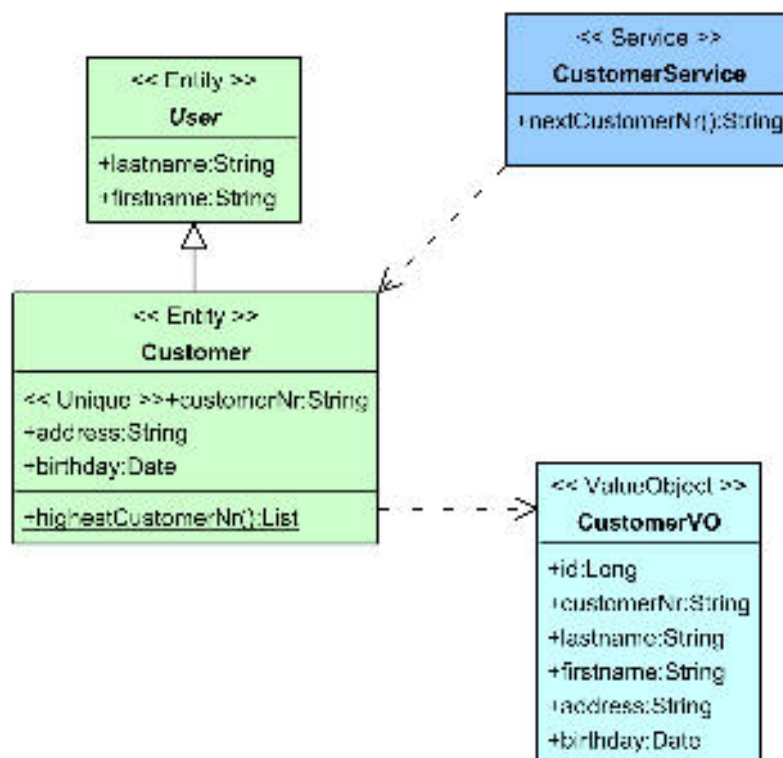 << Service >>
CustomerService
+nextCustomerNr():String
<< Entity >>
User
+lastname:String
+firstname:String
<< Entity >>
Customer
<< Unique >>+customerNr:String
+address:String
+birthday:Date
+highestCustomerNr():List
<< ValueObject >>
CustomerVO
+id:Long
+customerNr:String
+lastname:String
+firstname:String
+address:String
+birthday:Date